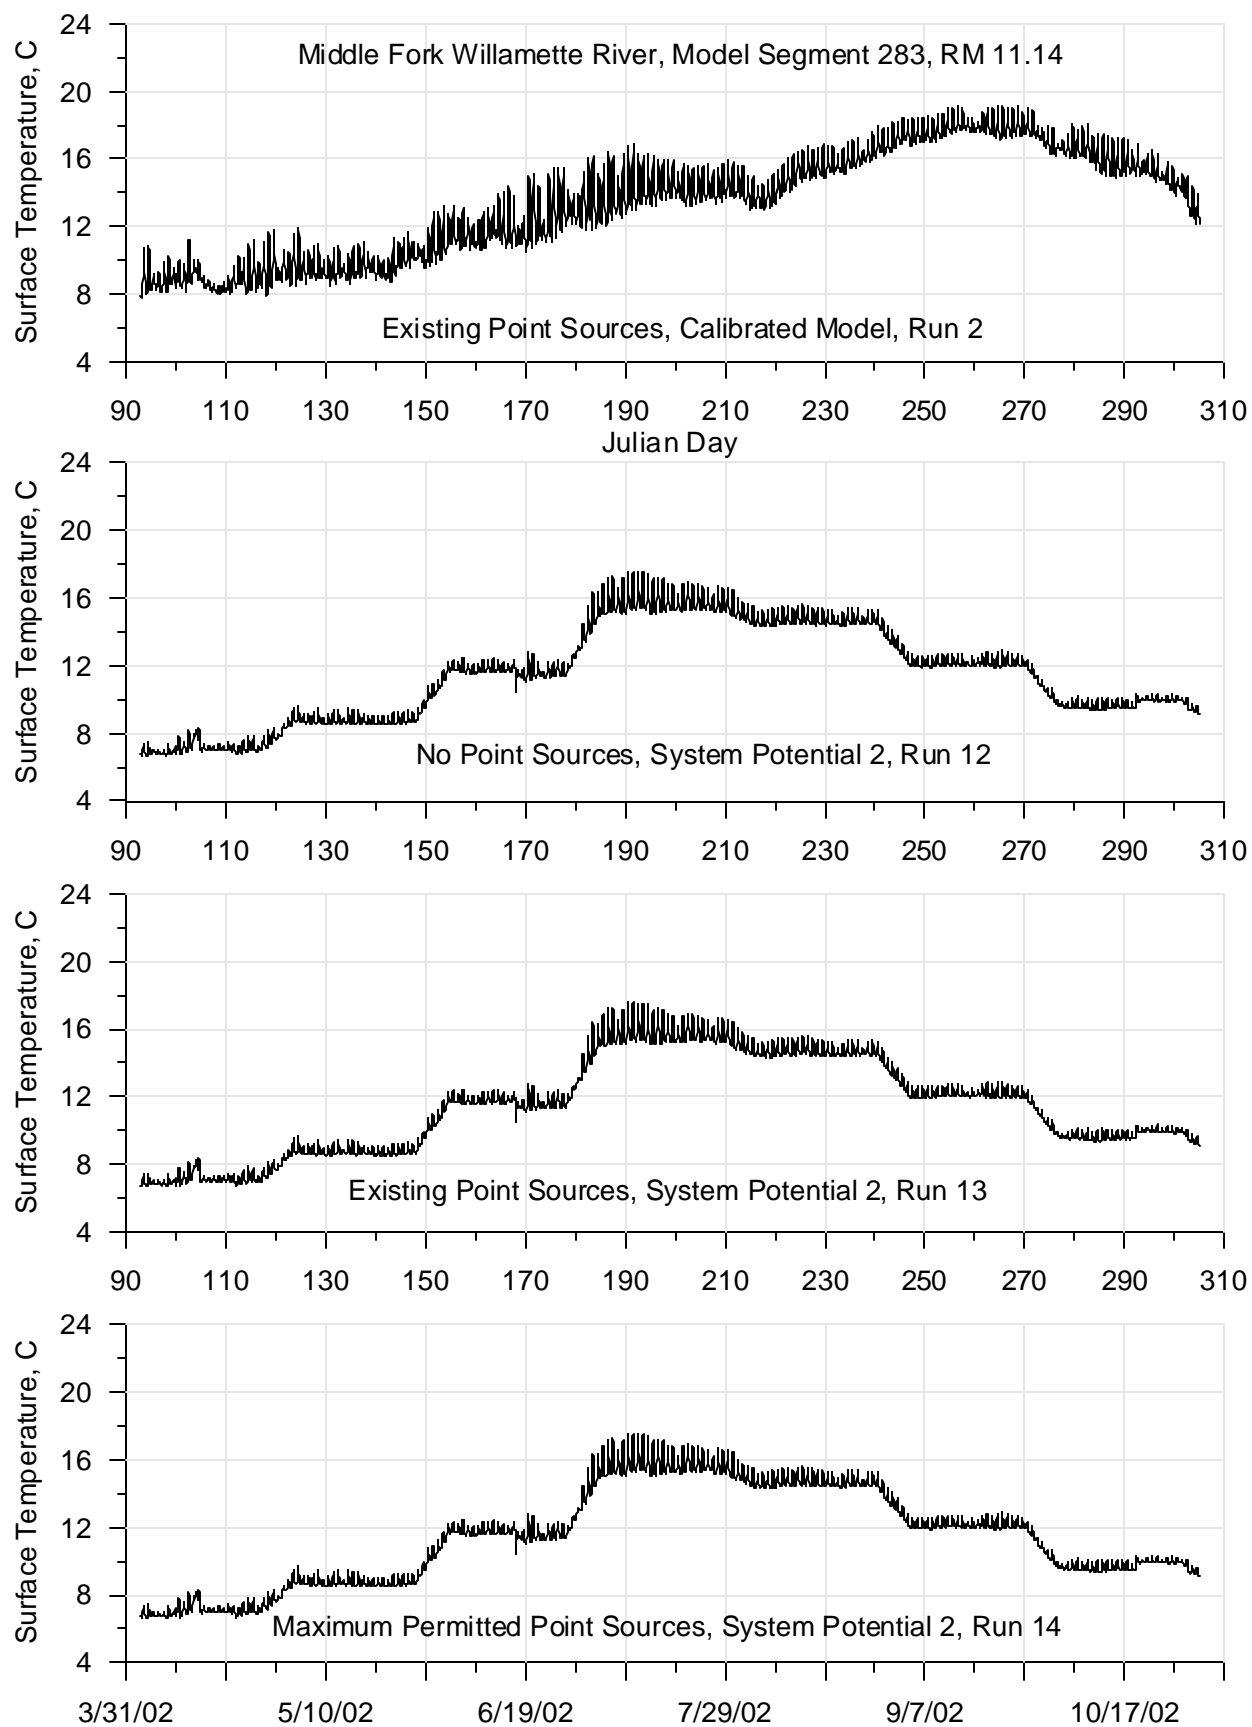 Middle Fork Willamette River, Model Segment 283, RM 11.14
Surface Temperature, C
24
20
16
12
8
4
Existing Point Sources, Calibrated Model, Run 2
90 110 130 150 170 190 210 230 250 270 290 310
Julian Day
Surface Temperature, C
24
20
16
12
8
4
No Point Sources, System Potential 2, Run 12
90 110 130 150 170 190 210 230 250 270 290 310
Surface Temperature, C
24
20
16
12
8
4
Existing Point Sources, System Potential 2, Run 13
90 110 130 150 170 190 210 230 250 270 290 310
Surface Temperature, C
24
20
16
12
8
4
Maximum Permitted Point Sources, System Potential 2, Run 14
3/31/02 5/10/02 6/19/02 7/29/02 9/7/02 10/17/02